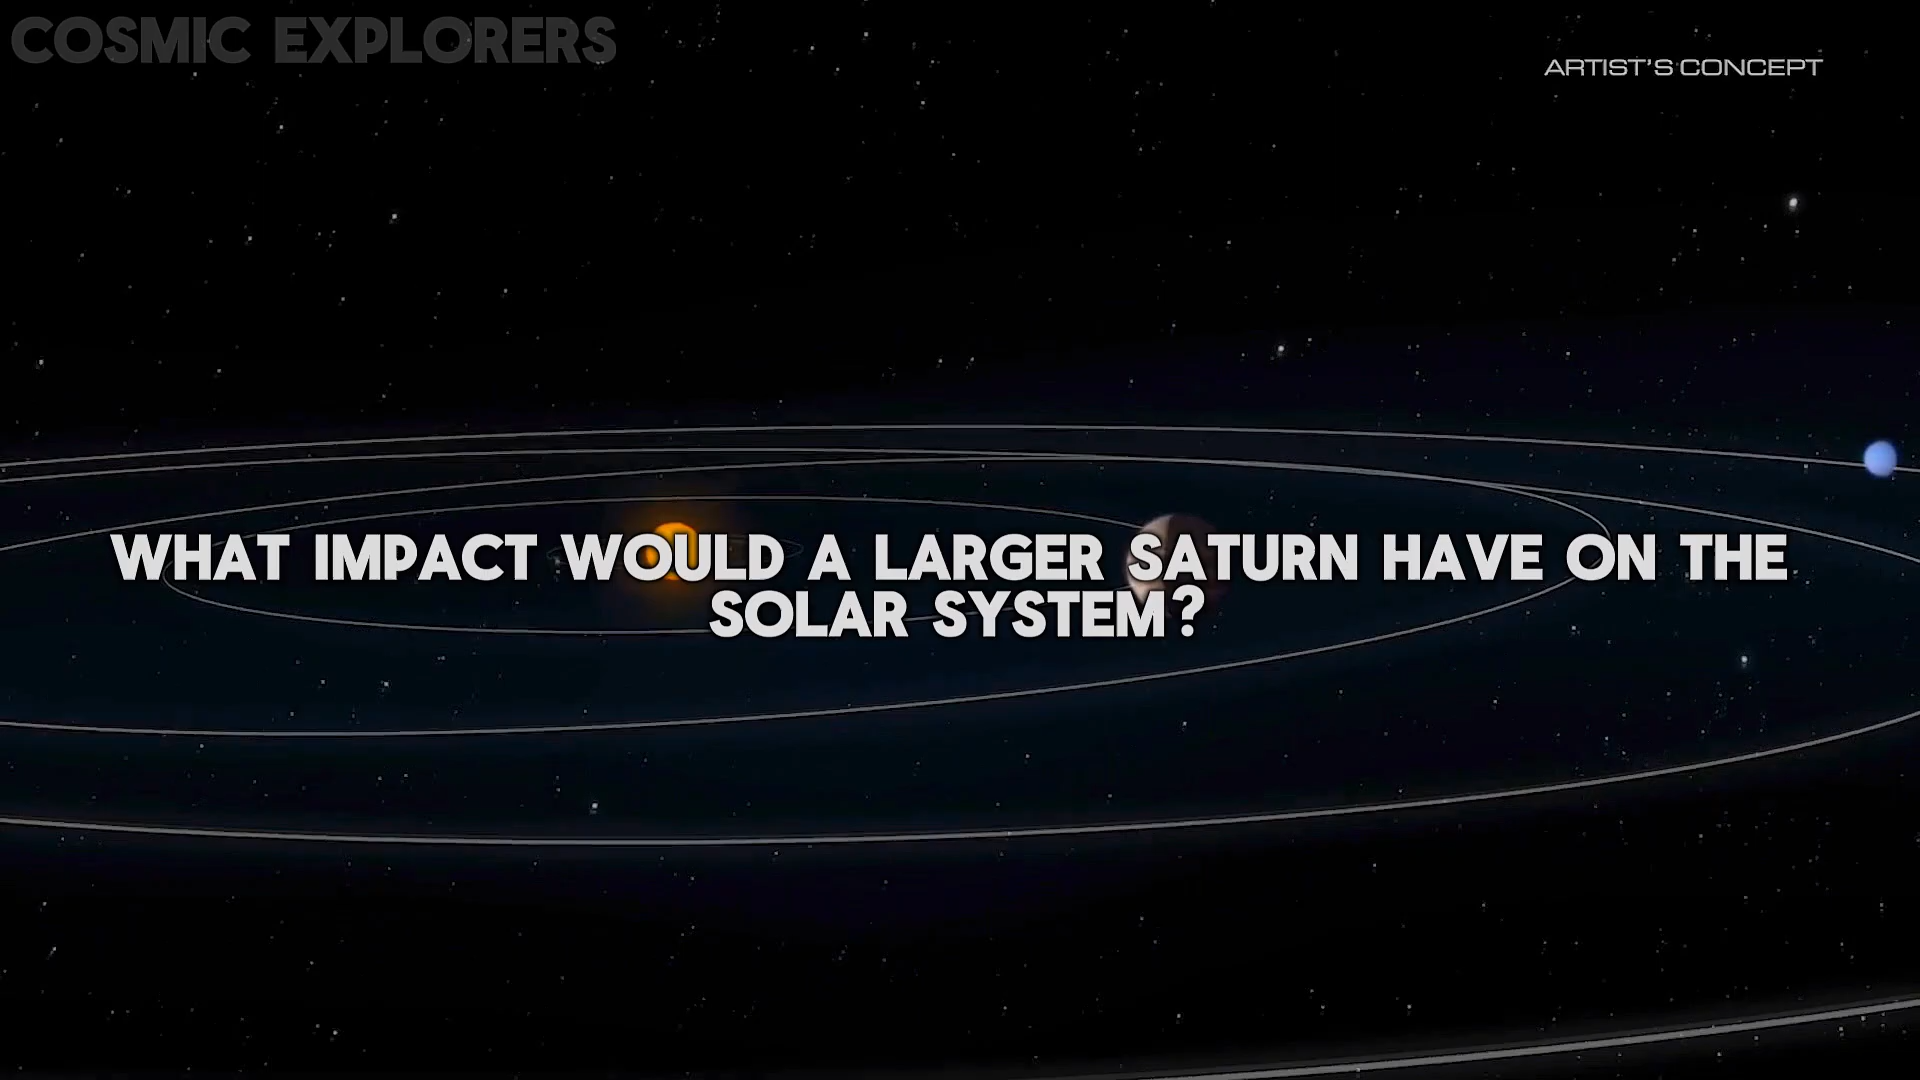 COSMIC EXPLORERS
ARTIST'S CONCEPT
WHAT IMPACT WOULD A LARGER SATURN HAVE ON THE
SOLAR SYSTEM?